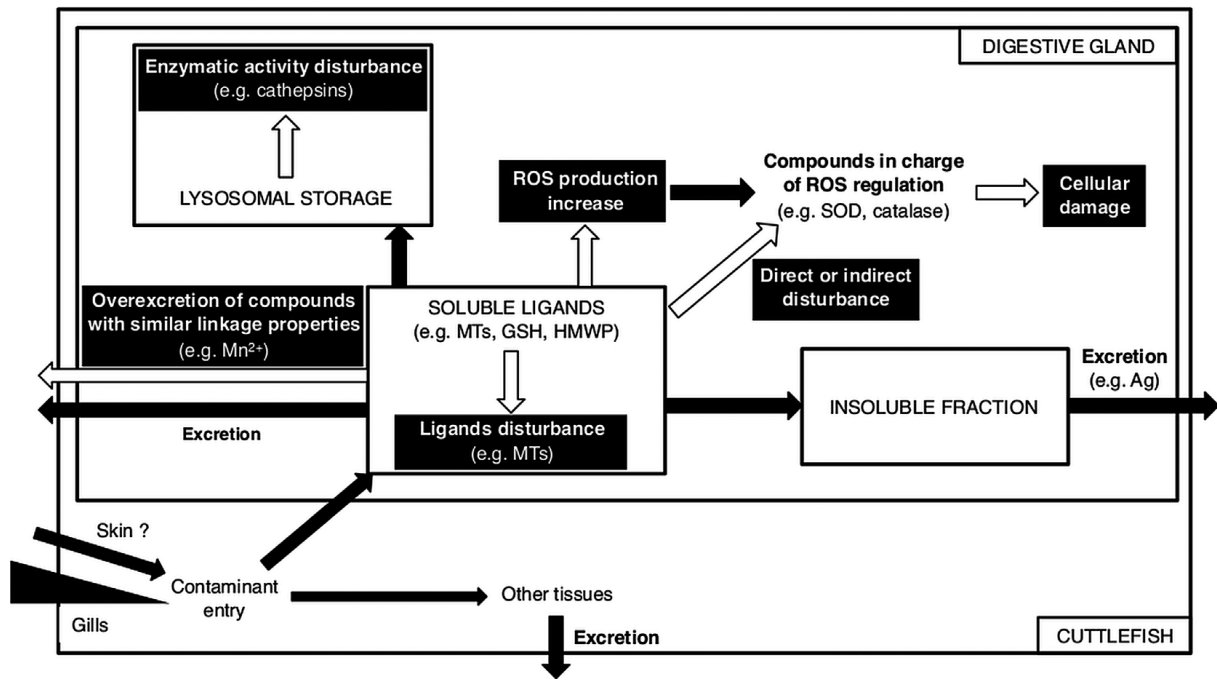 DIGESTIVE GLAND
Enzymatic activity disturbance
(e.g. cathepsins)
LYSOSOMAL STORAGE
ROS production
increase
Compounds in charge
of ROS regulation
(e.g. SOD, catalase)
Cellular
damage
Direct or indirect
disturbance
Overexcretion of compounds
with similar linkage properties
(e.g. Mn²⁺)
SOLUBLE LIGANDS
(e.g. MTs, GSH, HMWP)
Ligands disturbance
(e.g. MTs)
Excretion
INSOLUBLE FRACTION
Excretion
(e.g. Ag)
Skin ?
Contaminant
entry
Gills
Other tissues
Excretion
CUTTLEFISH